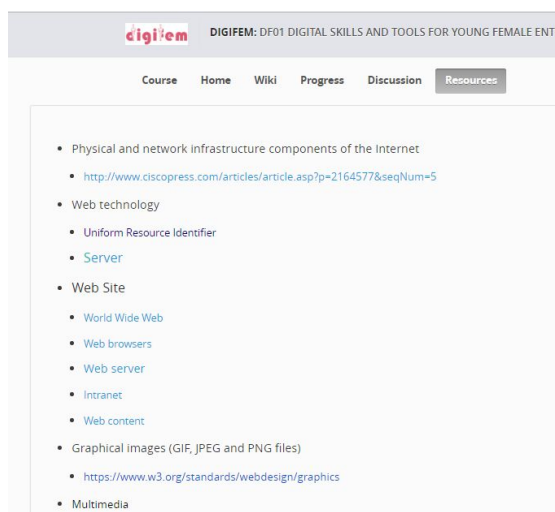 digifem
DIGIFEM: DF01 DIGITAL SKILLS AND TOOLS FOR YOUNG FEMALE ENT
Course Home Wiki Progress Discussion Resources
Physical and network infrastructure components of the Internet
http://www.ciscopress.com/articles/article.asp?p=2164577&seqNum=5
Web technology
Uniform Resource Identifier
Server
Web Site
World Wide Web
Web browsers
Web server
Intranet
Web content
Graphical images (GIF, JPEG and PNG files)
https://www.w3.org/standards/webdesign/graphics
Multimedia